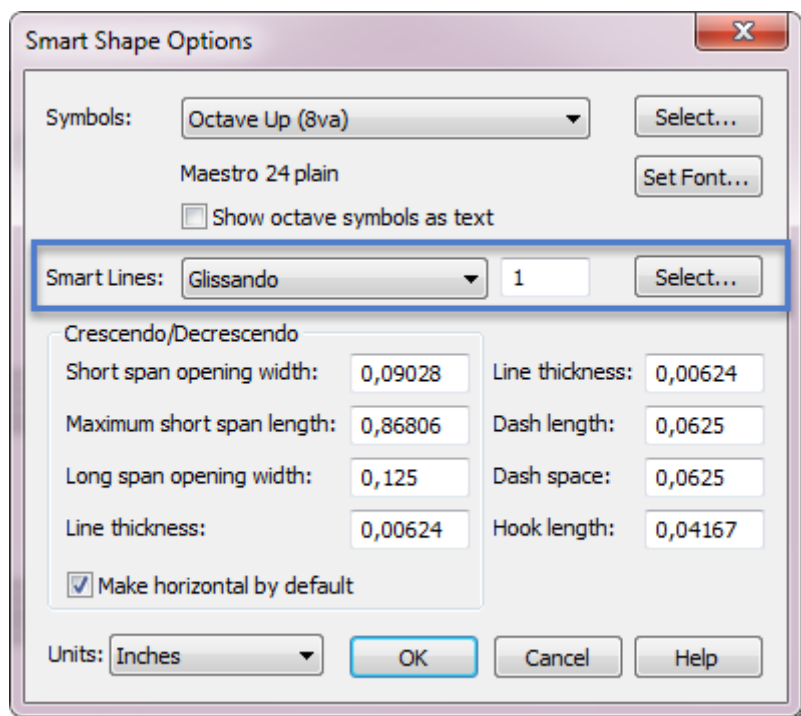 Smart Shape Options
Symbols: Octave Up (8va) Select...
Maestro 24 plain Set Font...
Show octave symbols as text
Smart Lines: Glissando 1 Select...
Crescendo/Decrescendo
Short span opening width: 0,09028 Line thickness: 0,00624
Maximum short span length: 0,86806 Dash length: 0,0625
Long span opening width: 0,125 Dash space: 0,0625
Line thickness: 0,00624 Hook length: 0,04167
Make horizontal by default
Units: Inches OK Cancel Help